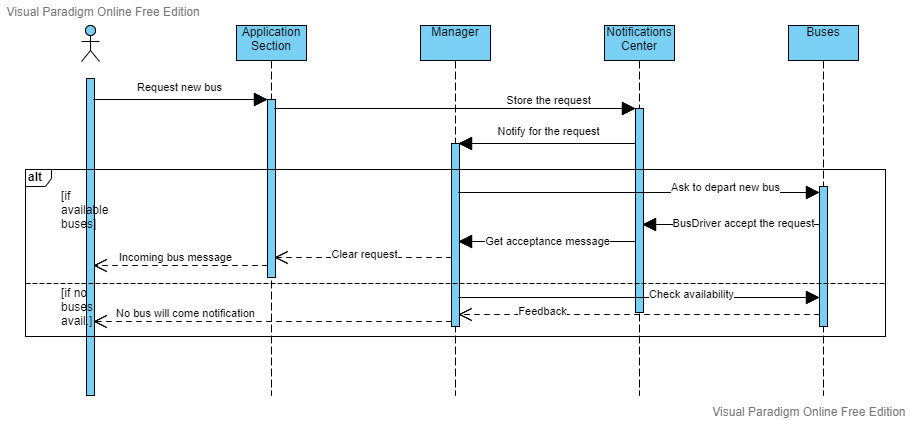 Visual Paradigm Online Free Edition
Application
Section
Manager
Notifications
Center
Buses
Request new bus
Store the request
Notify for the request
alt
[if
available
buses]
Ask to depart new bus
BusDriver accept the request
Get acceptance message
Clear request
Incoming bus message
[if no
buses
avail.]
Check availability
Feedback
No bus will come notification
Visual Paradigm Online Free Edition